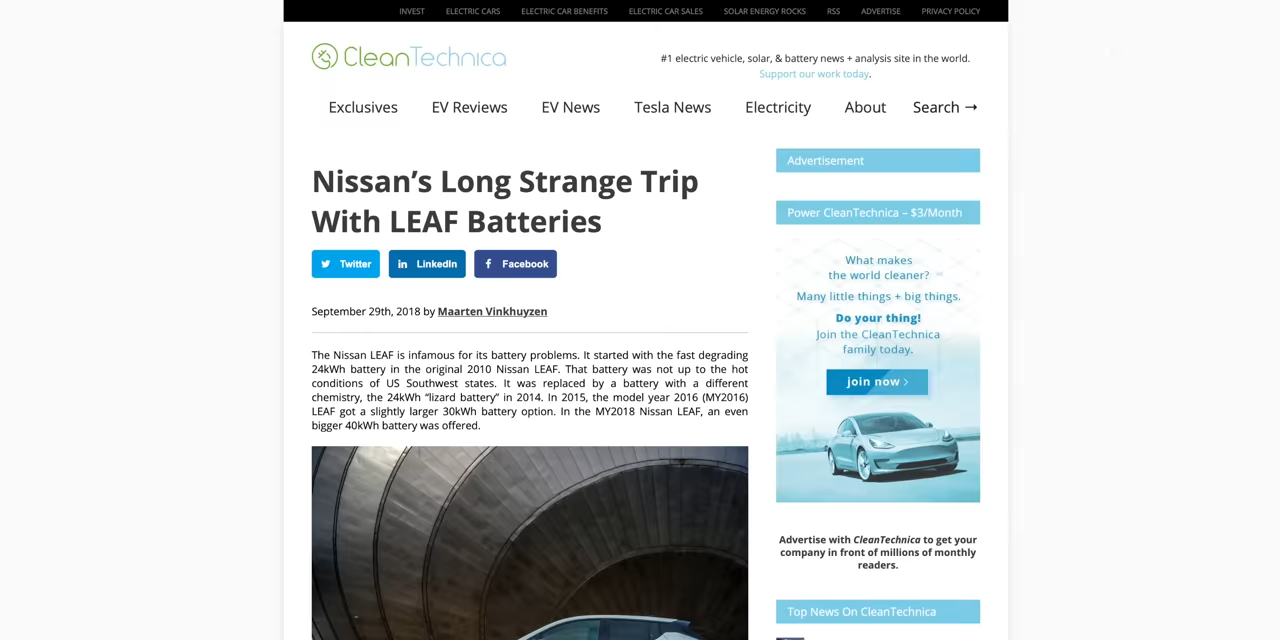 INVEST ELECTRIC CARS ELECTRIC CAR BENEFITS ELECTRIC CAR SALES SOLAR ENERGY ROCKS RSS ADVERTISE PRIVACY POLICY
CleanTechnica
#1 electric vehicle, solar, & battery news + analysis site in the world.
Support our work today.
Exclusives EV Reviews EV News Tesla News Electricity About Search →
Nissan’s Long Strange Trip
With LEAF Batteries
Twitter LinkedIn Facebook
September 29th, 2018 by Maarten Vinkhuyzen
The Nissan LEAF is infamous for its battery problems. It started with the fast degrading
24kWh battery in the original 2010 Nissan LEAF. That battery was not up to the hot
conditions of US Southwest states. It was replaced by a battery with a different
chemistry, the 24kWh “lizard battery” in 2014. In 2015, the model year 2016 (MY2016)
LEAF got a slightly larger 30kWh battery option. In the MY2018 Nissan LEAF, an even
bigger 40kWh battery was offered.
Advertisement
Power CleanTechnica – $3/Month
What makes
the world cleaner?
Many little things + big things.
Do your thing!
Join the CleanTechnica
family today.
join now >
Advertise with CleanTechnica to get your
company in front of millions of monthly
readers.
Top News On CleanTechnica